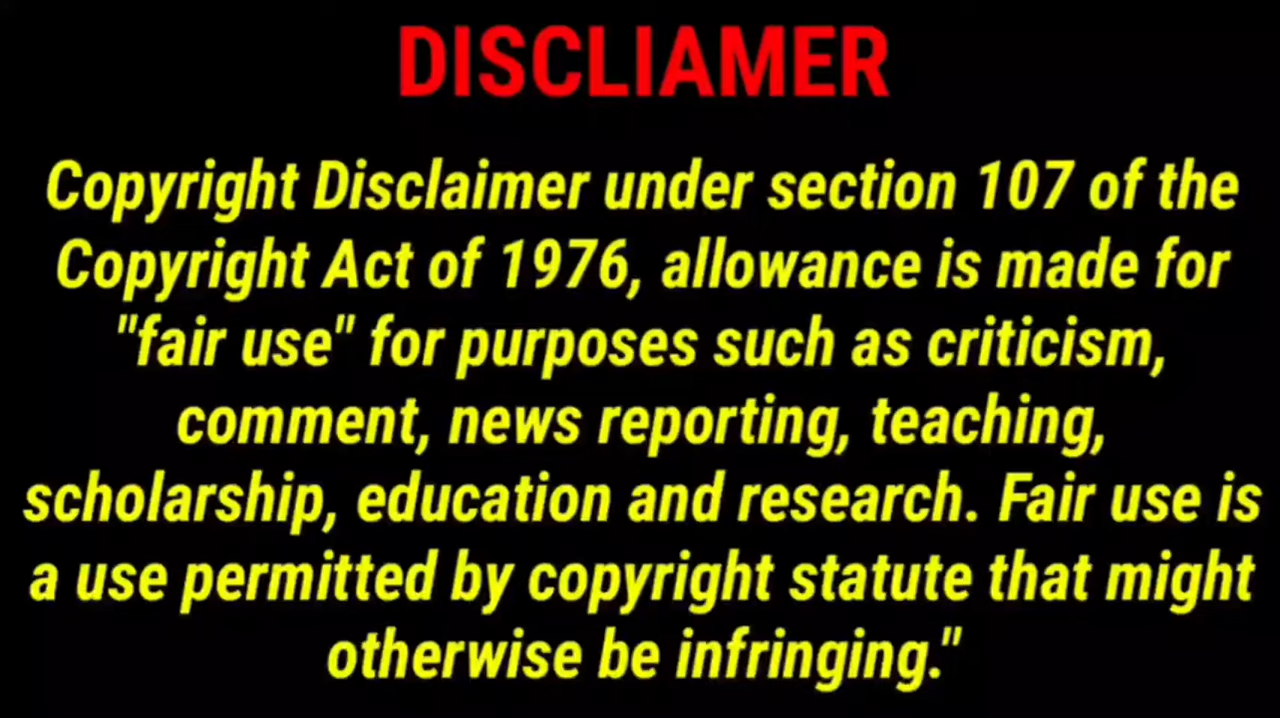 DISCLIAMER
Copyright Disclaimer under section 107 of the
Copyright Act of 1976, allowance is made for
"fair use" for purposes such as criticism,
comment, news reporting, teaching,
scholarship, education and research. Fair use is
a use permitted by copyright statute that might
otherwise be infringing."